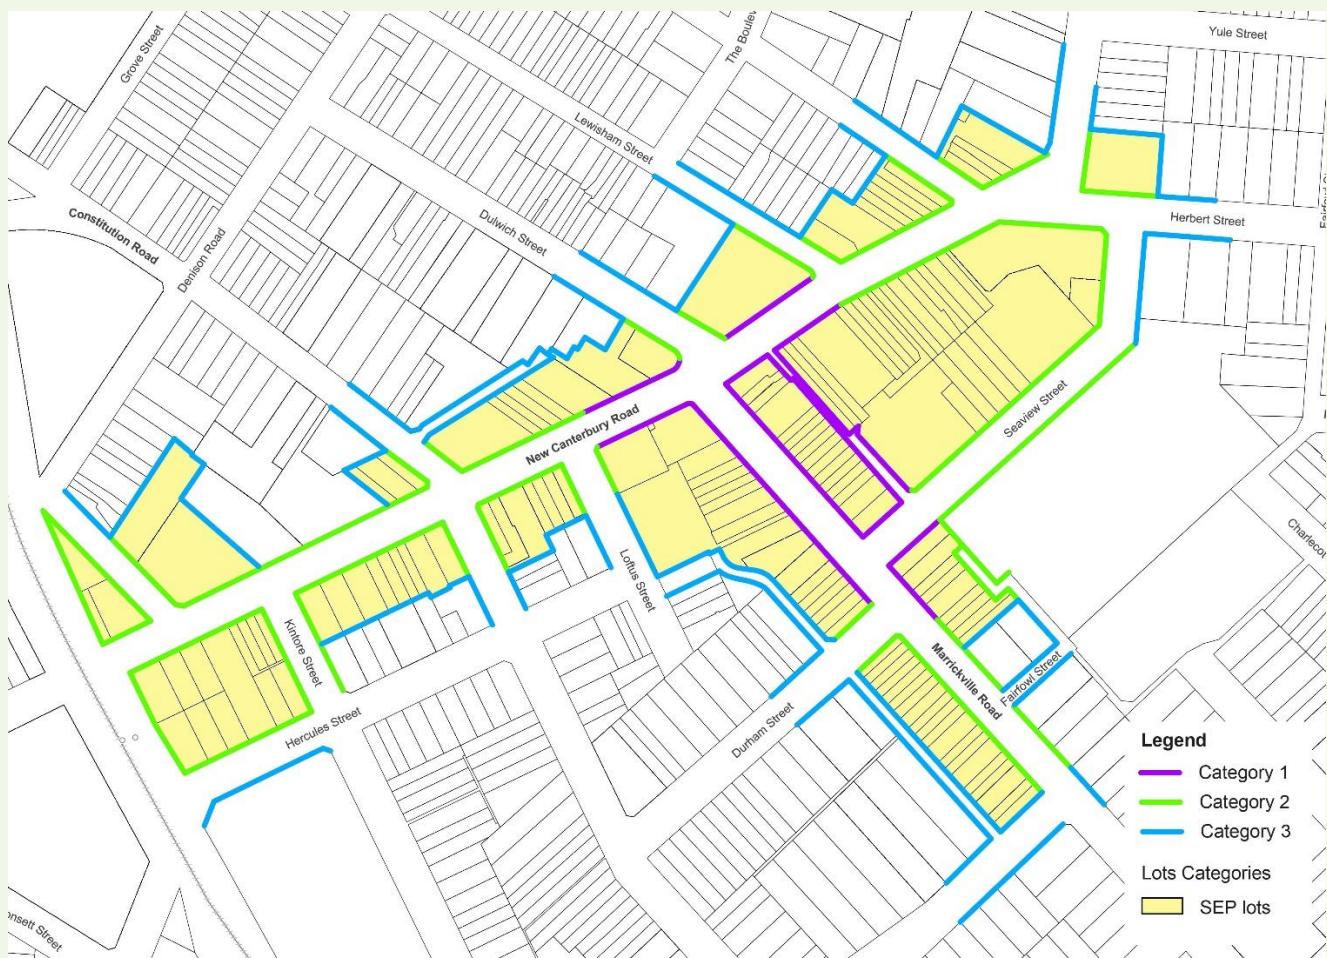 Grove Street
The Boulev
Yule Street
Lewisham Street
Constitution Road
Denison Road
Dulwich Street
Herbert Street
New Canterbury Road
Seaview Street
Loftus Street
Kintore Street
Hercules Street
Durham Street
Marrickville Road
Fairfowl Street
Charlecot
onsett Street
Legend
Category 1
Category 2
Category 3
Lots Categories
SEP lots